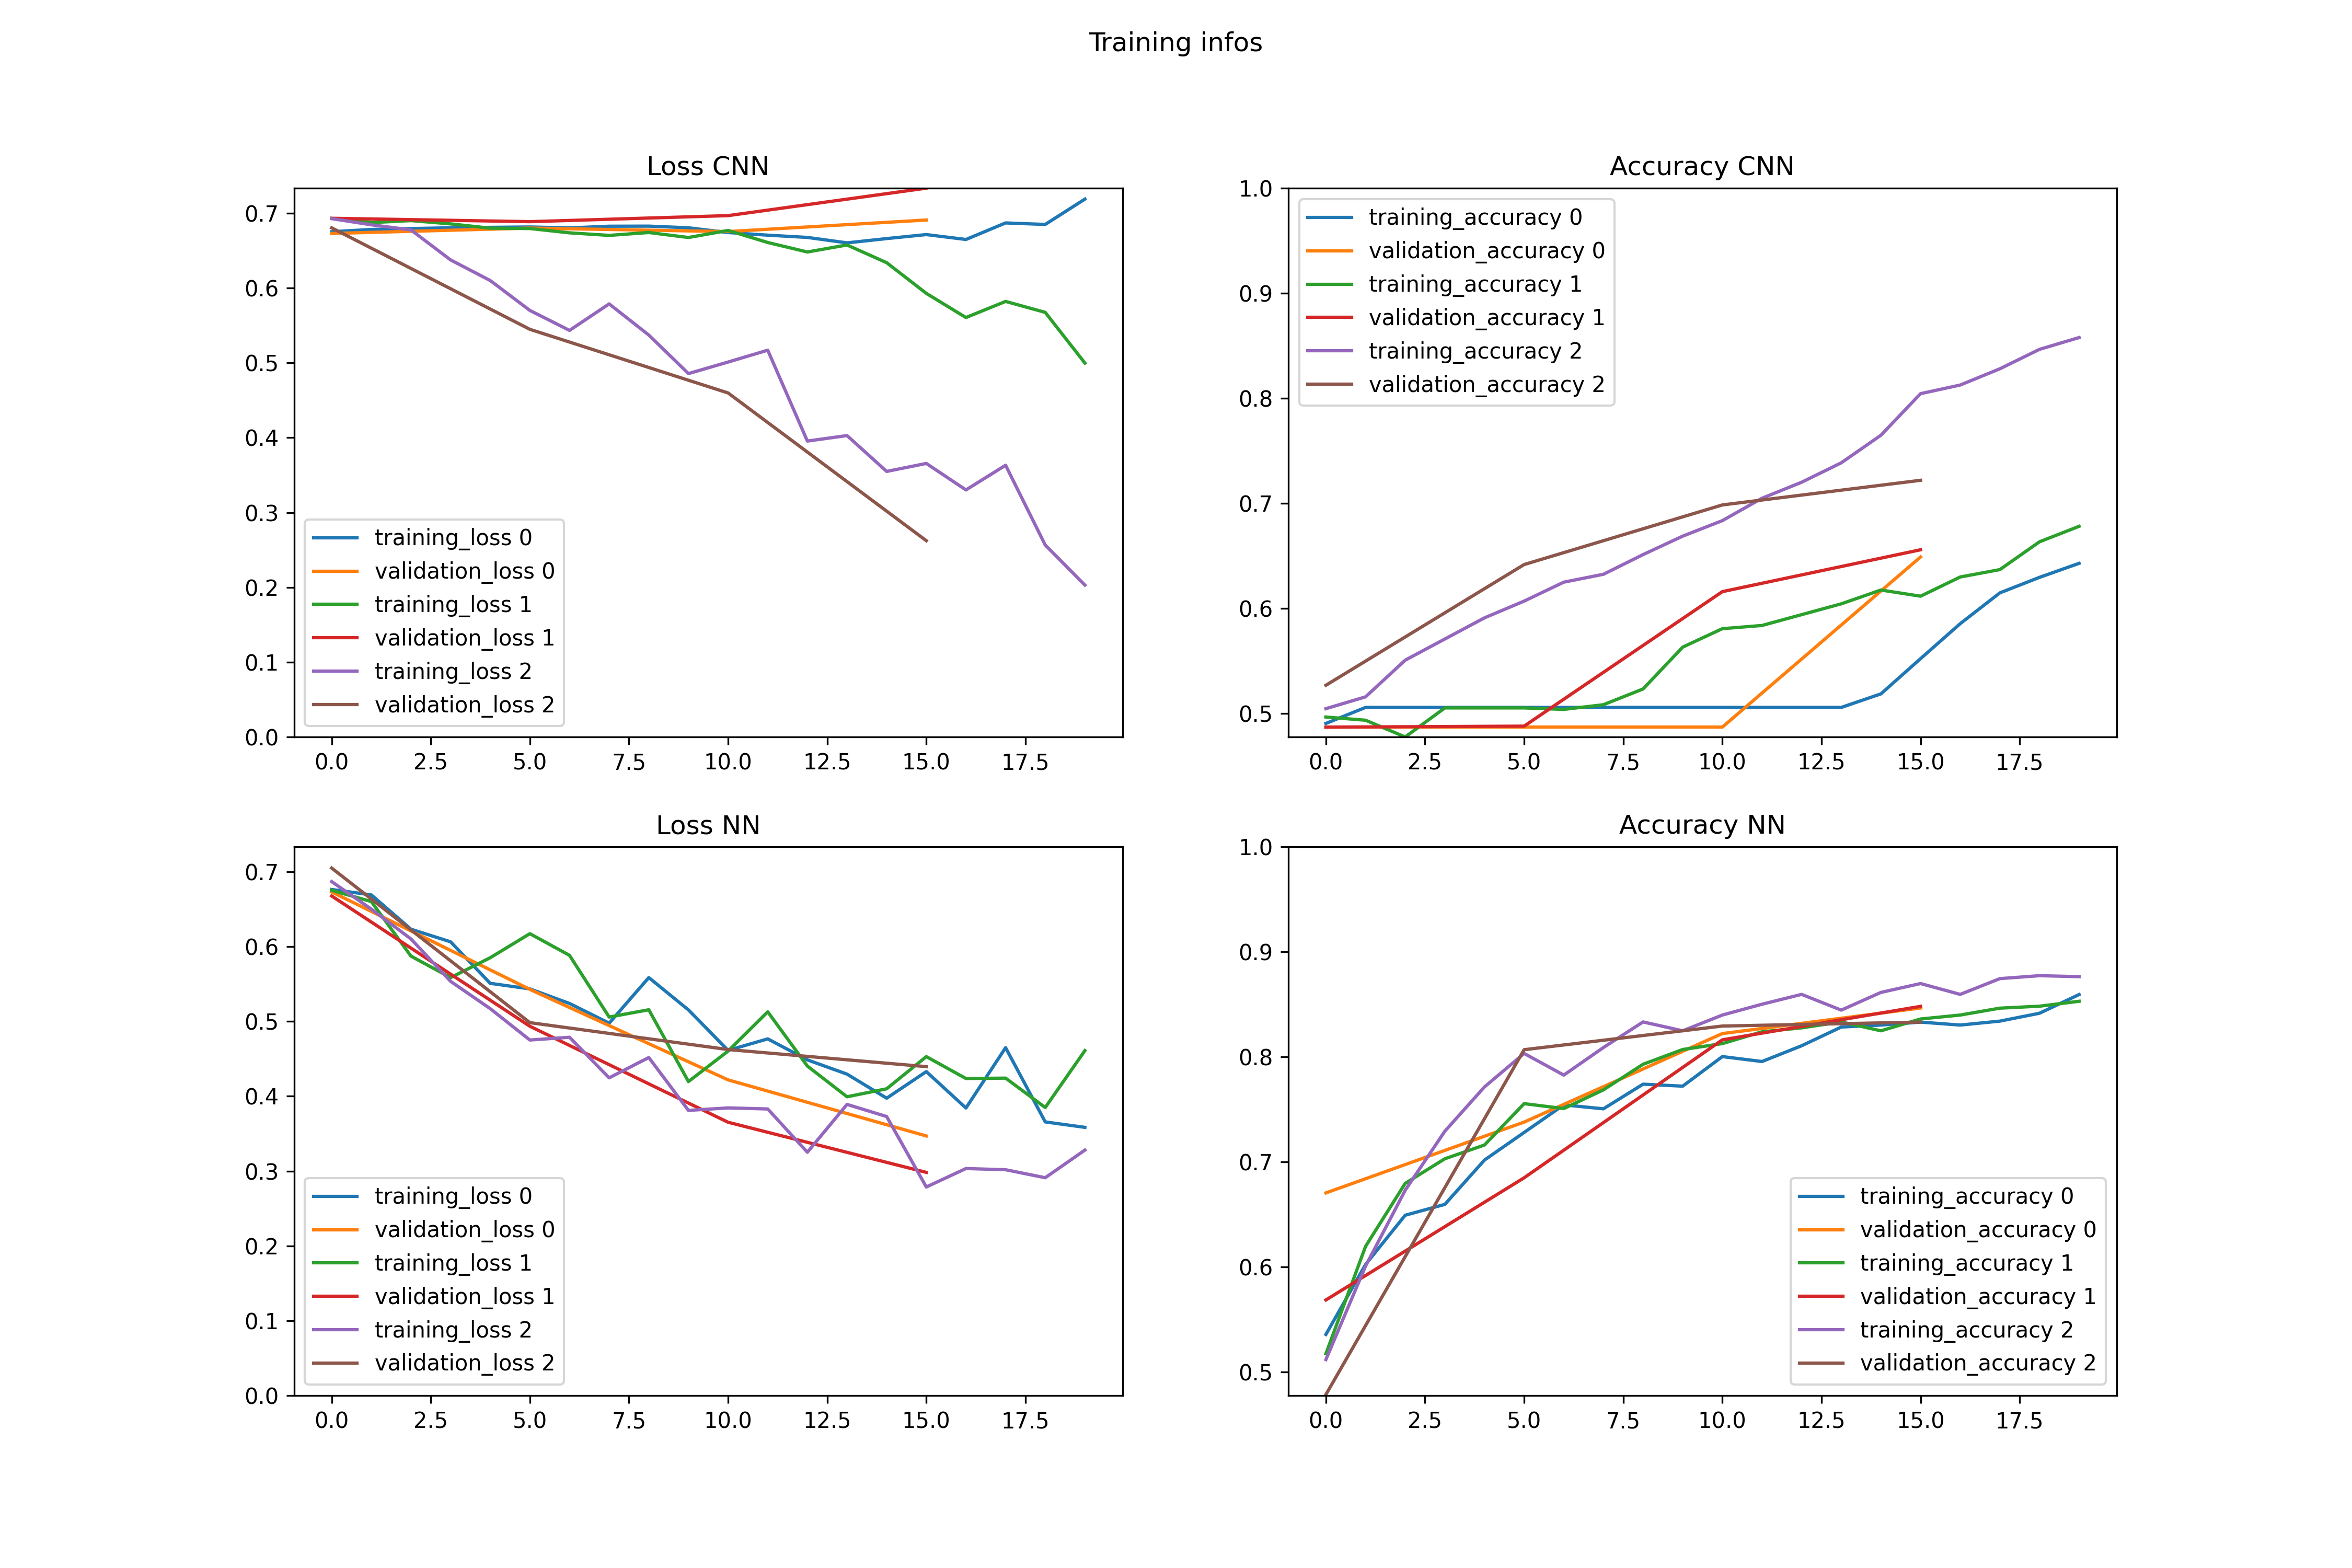 Training infos
Loss CNN
0.7
0.6
0.5
0.4
0.3
0.2
0.1
0.0
training_loss 0
validation_loss 0
training_loss 1
validation_loss 1
training_loss 2
validation_loss 2
0.0 2.5 5.0 7.5 10.0 12.5 15.0 17.5
Accuracy CNN
1.0
0.9
0.8
0.7
0.6
0.5
training_accuracy 0
validation_accuracy 0
training_accuracy 1
validation_accuracy 1
training_accuracy 2
validation_accuracy 2
0.0 2.5 5.0 7.5 10.0 12.5 15.0 17.5
Loss NN
0.7
0.6
0.5
0.4
0.3
0.2
0.1
0.0
training_loss 0
validation_loss 0
training_loss 1
validation_loss 1
training_loss 2
validation_loss 2
0.0 2.5 5.0 7.5 10.0 12.5 15.0 17.5
Accuracy NN
1.0
0.9
0.8
0.7
0.6
0.5
training_accuracy 0
validation_accuracy 0
training_accuracy 1
validation_accuracy 1
training_accuracy 2
validation_accuracy 2
0.0 2.5 5.0 7.5 10.0 12.5 15.0 17.5